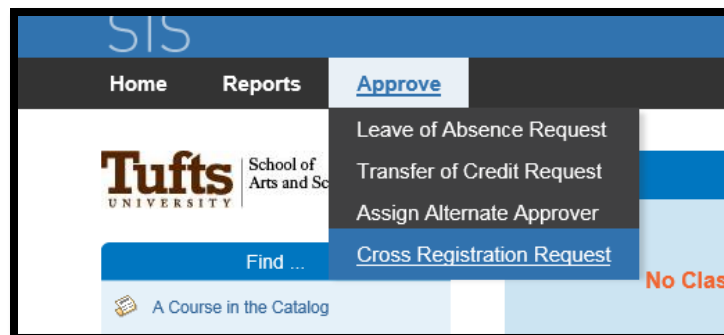 SIS
Home Reports Approve
Leave of Absence Request
Transfer of Credit Request
Assign Alternate Approver
Cross Registration Request
Tufts
UNIVERSITY
School of
Arts and Sc
Find ...
A Course in the Catalog
No Clas